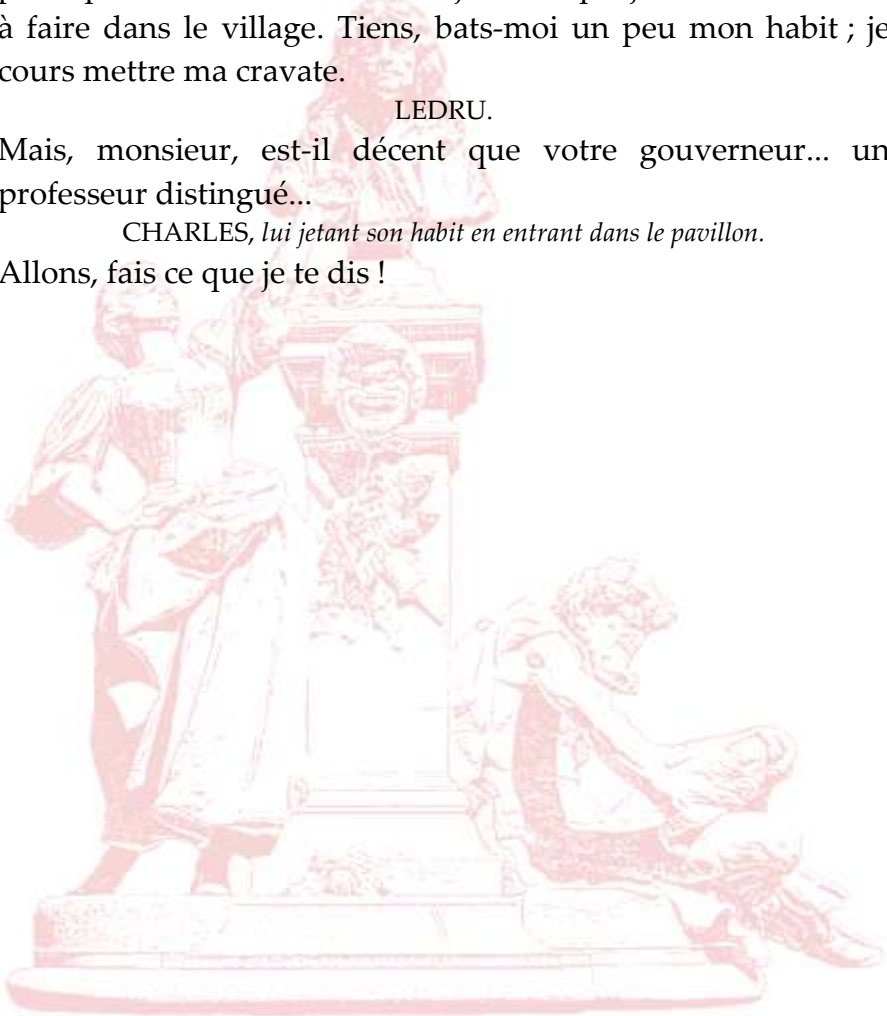 à faire dans le village. Tiens, bats-moi un peu mon habit ; je
cours mettre ma cravate.
LEDRU.
Mais, monsieur, est-il décent que votre gouverneur... un
professeur distingué...
CHARLES, lui jetant son habit en entrant dans le pavillon.
Allons, fais ce que je te dis !